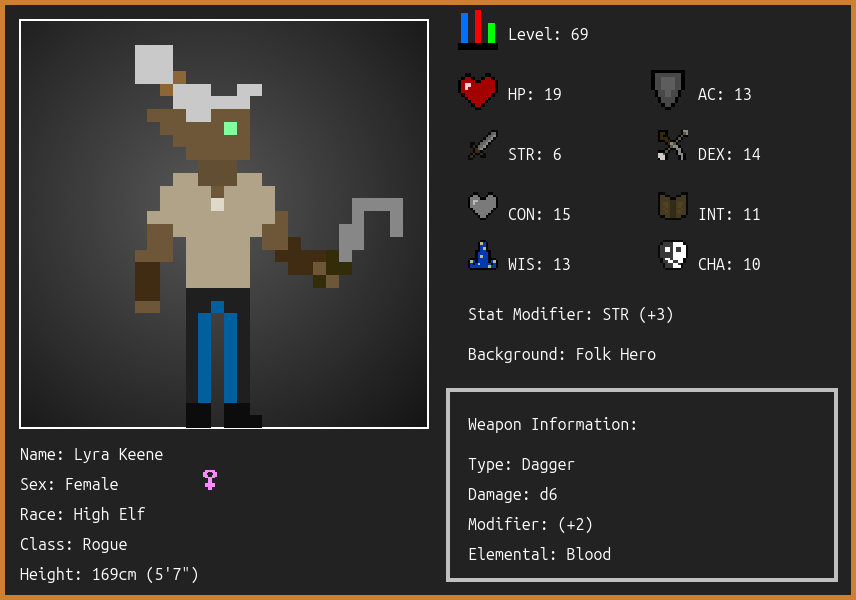 Level: 69
HP: 19
AC: 13
STR: 6
DEX: 14
CON: 15
INT: 11
WIS: 13
CHA: 10
Stat Modifier: STR (+3)
Background: Folk Hero
Weapon Information:
Type: Dagger
Damage: d6
Modifier: (+2)
Elemental: Blood
Name: Lyra Keene
Sex: Female
Race: High Elf
Class: Rogue
Height: 169cm (5'7")